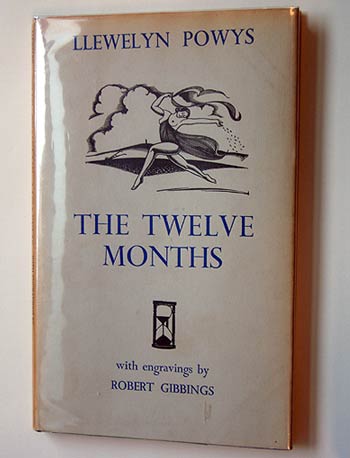 LLEWELYN POWYS
THE TWELVE
MONTHS
with engravings by
ROBERT GIBBINGS